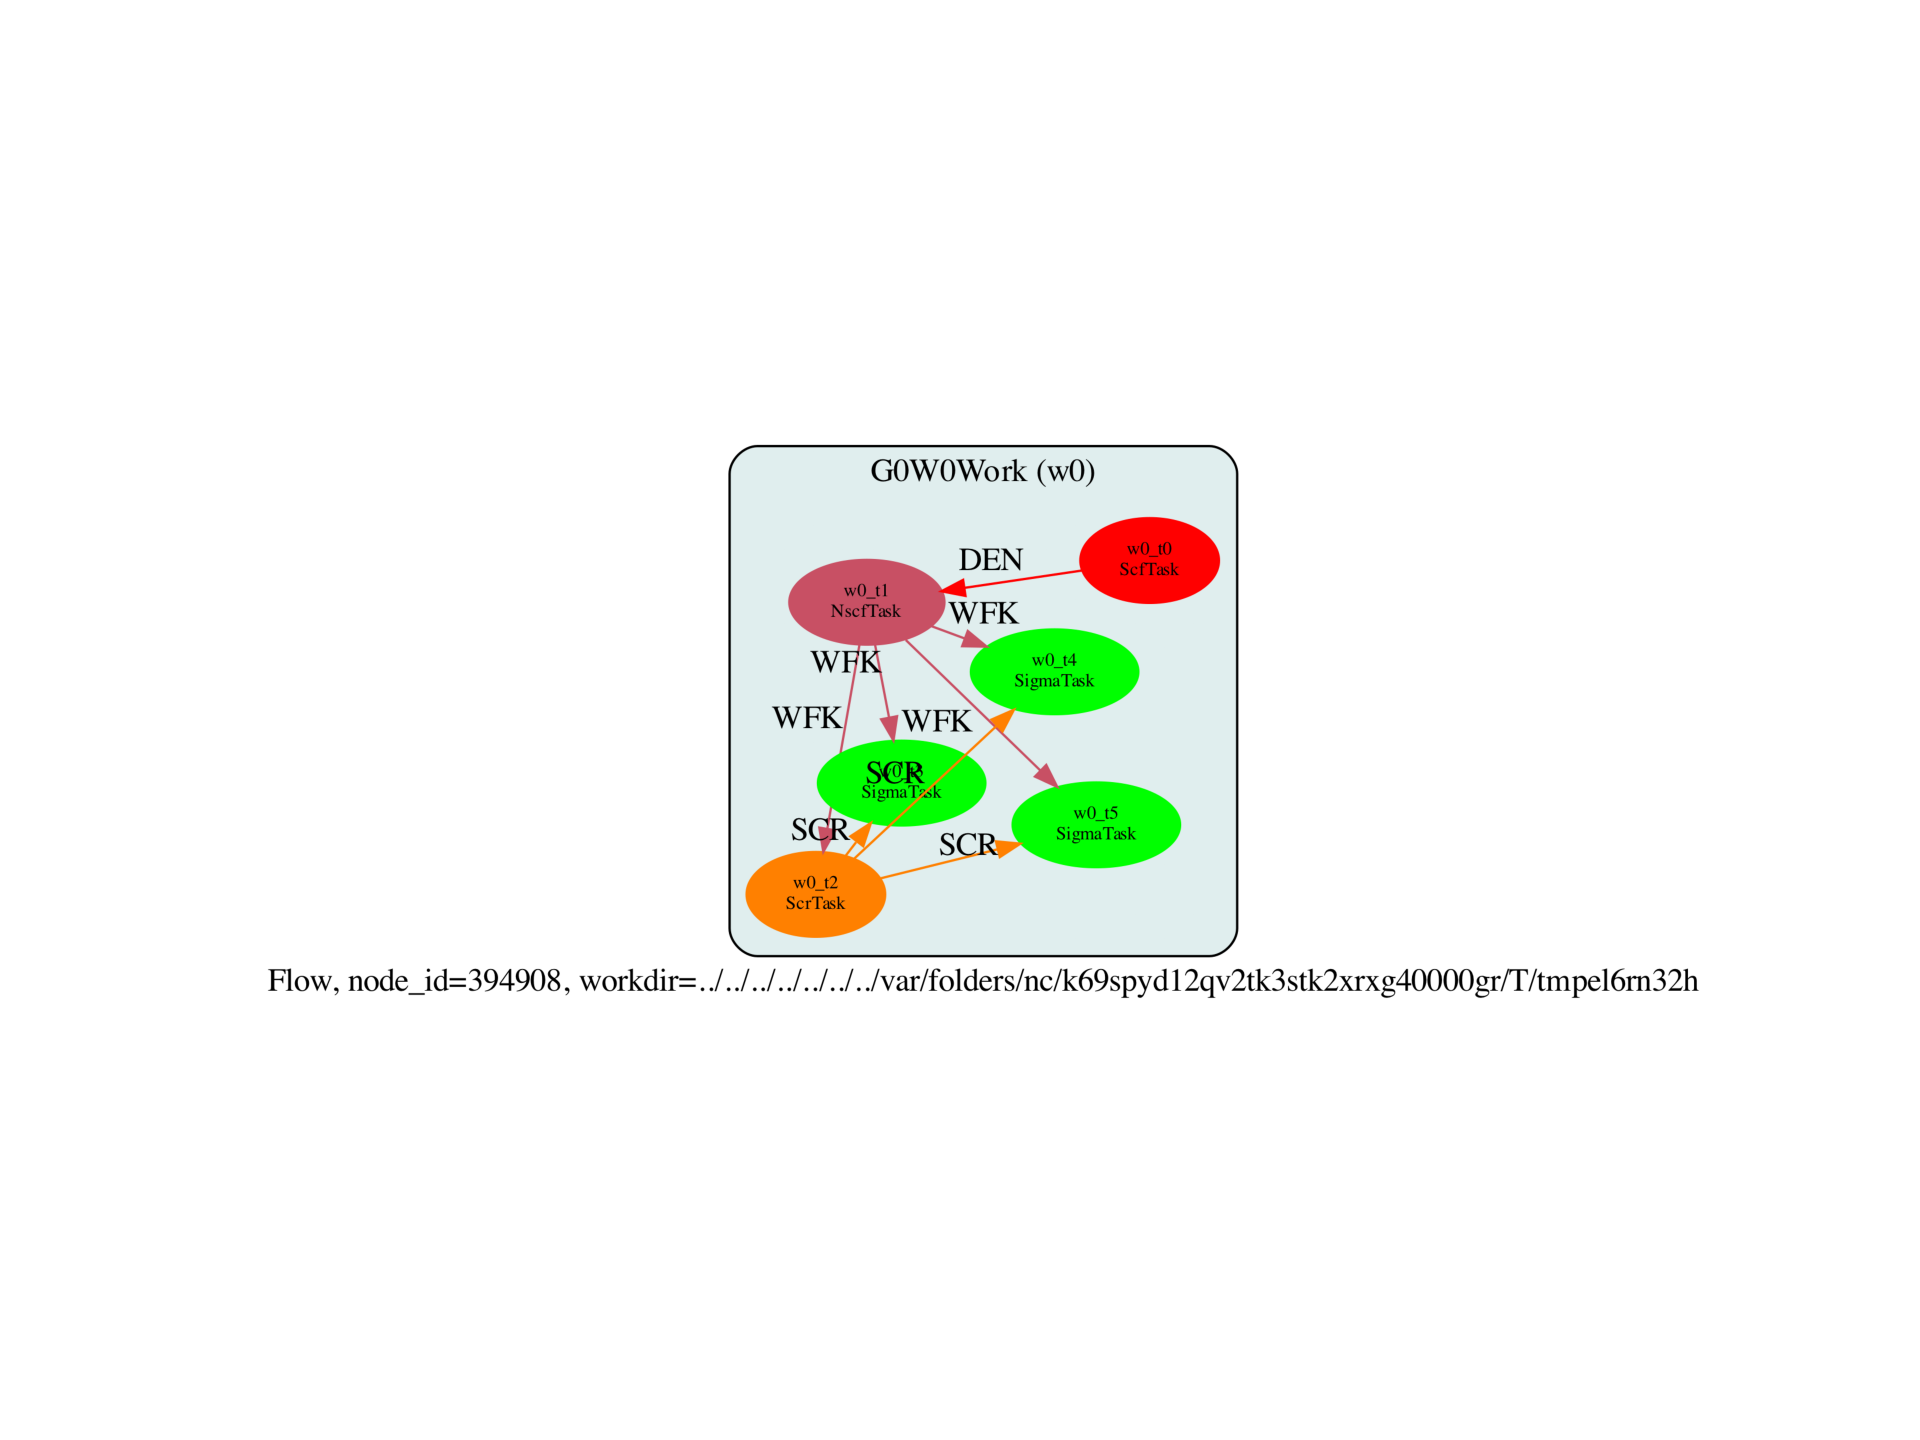 G0W0Work (w0)
w0_t0
ScfTask
DEN
w0_t1
NscfTask
WFK
WFK
w0_t4
SigmaTask
WFK
WFK
SCR
SigmaTask
w0_t5
SigmaTask
SCR
SCR
w0_t2
ScrTask
Flow, node_id=394908, workdir=../../../../../../../var/folders/nc/k69spyd12qv2tk3stk2xrxg40000gr/T/tmpel6rn32h